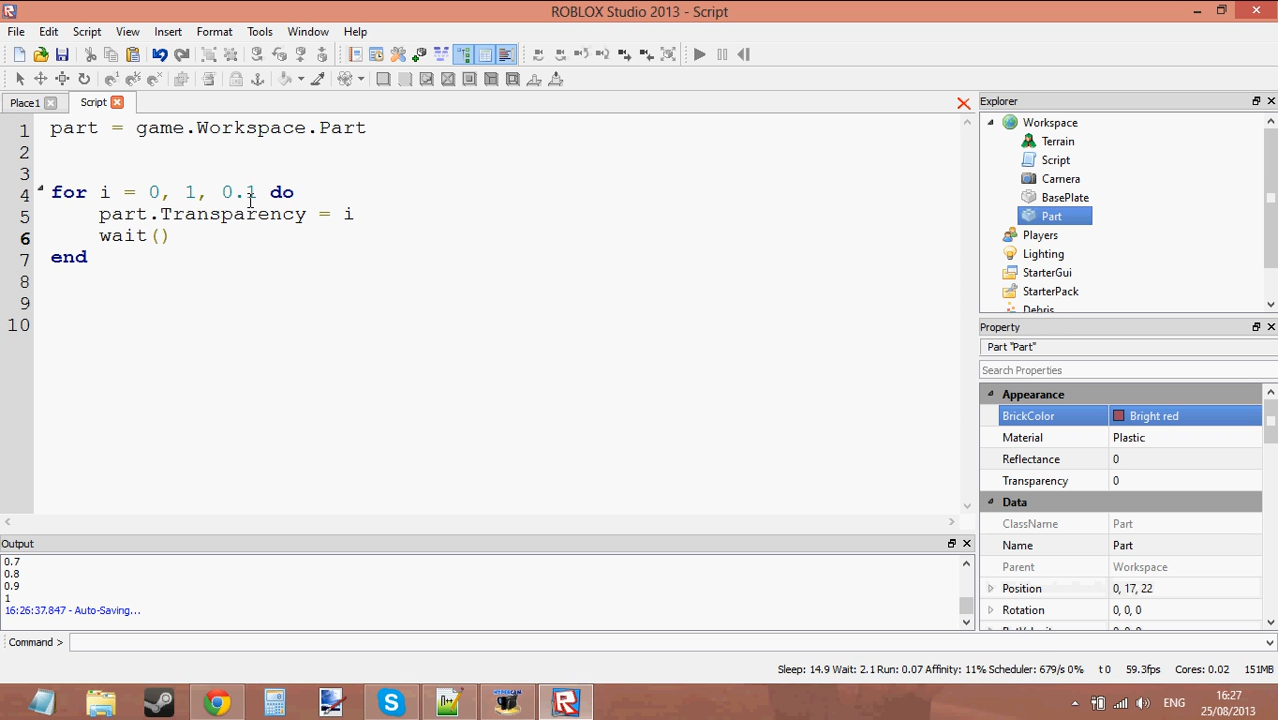 ROBLOX Studio 2013 - Script
File Edit Script View Insert Format Tools Window Help
Place1 Script
1 part = game.Workspace.Part
2
3
4 for i = 0, 1, 0.1 do
5 part.Transparency = i
6 wait()
7 end
8
9
10
Explorer
Workspace
Terrain
Script
Camera
BasePlate
Part
Players
Lighting
StarterGui
StarterPack
Debris
Property
Part "Part"
Search Properties
Appearance
BrickColor Bright red
Material Plastic
Reflectance 0
Transparency 0
Data
ClassName Part
Name Part
Parent Workspace
Position 0, 17, 22
Rotation 0, 0, 0
Output
0.7
0.8
0.9
1
16:26:37.847 - Auto-Saving...
Command >
Sleep: 14.9 Wait: 2.1 Run: 0.07 Affinity: 11% Scheduler: 679/s 0% t 0 59.3fps Cores: 0.02 151MB
ENG
16:27
25/08/2013